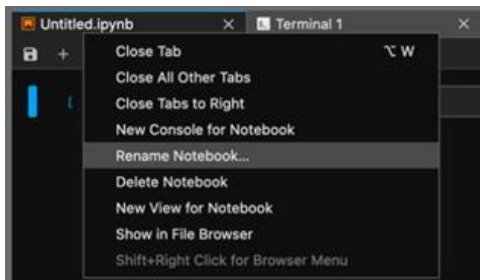 Untitled.ipynb × Terminal 1 ×
+
Close Tab ⌥ W
Close All Other Tabs
Close Tabs to Right
New Console for Notebook
Rename Notebook...
Delete Notebook
New View for Notebook
Show in File Browser
Shift+Right Click for Browser Menu